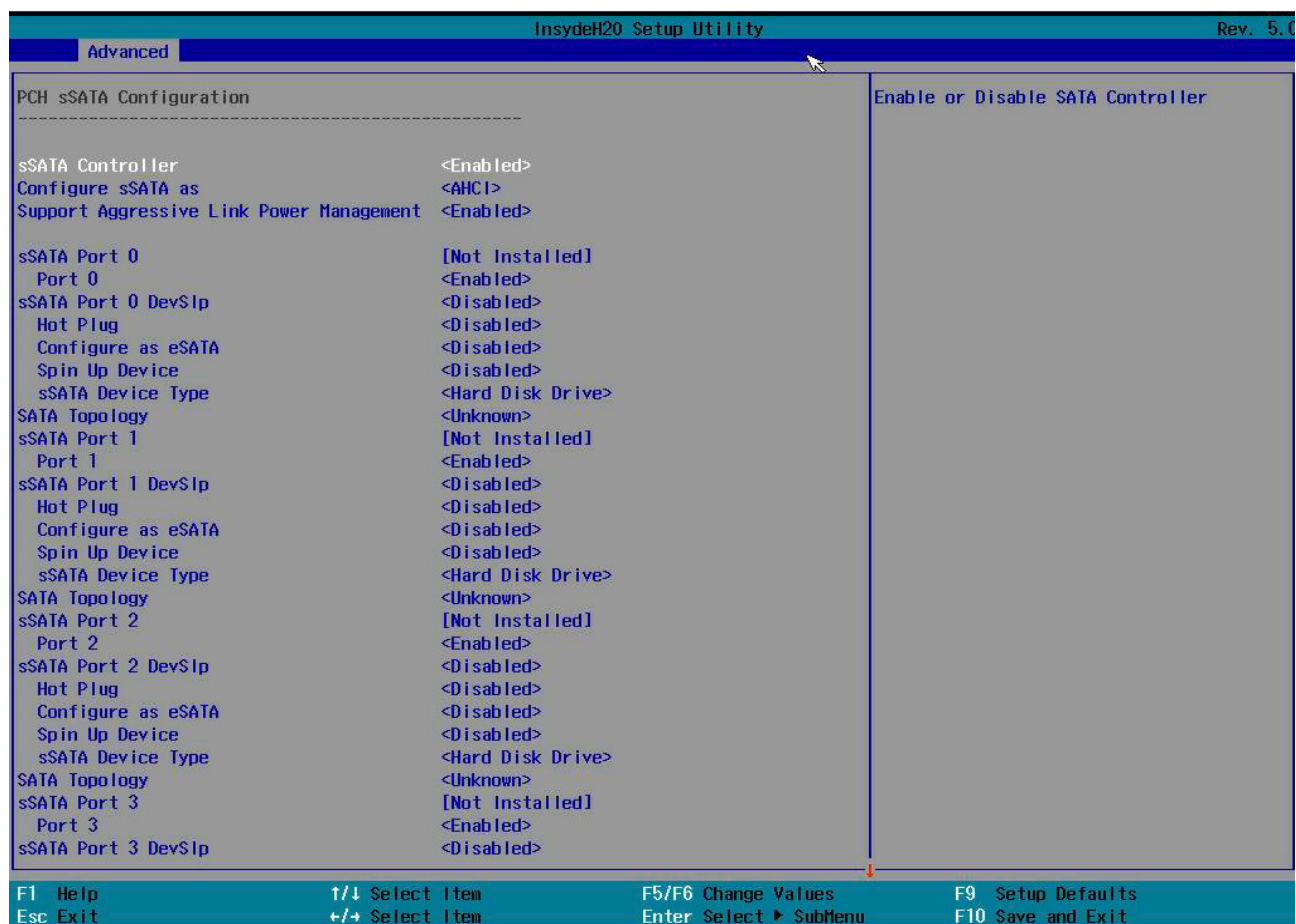 InsydeH20 Setup Utility Rev. 5.0
Advanced
PCH sSATA Configuration
--------------------------------------------------
sSATA Controller <Enabled>
Configure sSATA as <AHCI>
Support Aggressive Link Power Management <Enabled>
sSATA Port 0 [Not Installed]
Port 0 <Enabled>
sSATA Port 0 DevSlp <Disabled>
Hot Plug <Disabled>
Configure as eSATA <Disabled>
Spin Up Device <Disabled>
sSATA Device Type <Hard Disk Drive>
SATA Topology <Unknown>
sSATA Port 1 [Not Installed]
Port 1 <Enabled>
sSATA Port 1 DevSlp <Disabled>
Hot Plug <Disabled>
Configure as eSATA <Disabled>
Spin Up Device <Disabled>
sSATA Device Type <Hard Disk Drive>
SATA Topology <Unknown>
sSATA Port 2 [Not Installed]
Port 2 <Enabled>
sSATA Port 2 DevSlp <Disabled>
Hot Plug <Disabled>
Configure as eSATA <Disabled>
Spin Up Device <Disabled>
sSATA Device Type <Hard Disk Drive>
SATA Topology <Unknown>
sSATA Port 3 [Not Installed]
Port 3 <Enabled>
sSATA Port 3 DevSlp <Disabled>
Enable or Disable SATA Controller
F1 Help ↑/↓ Select Item F5/F6 Change Values F9 Setup Defaults
Esc Exit ←/→ Select Item Enter Select ▶ SubMenu F10 Save and Exit